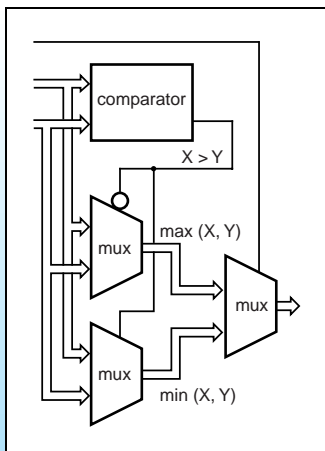 comparator
X > Y
max (X, Y)
mux
mux
mux
min (X, Y)